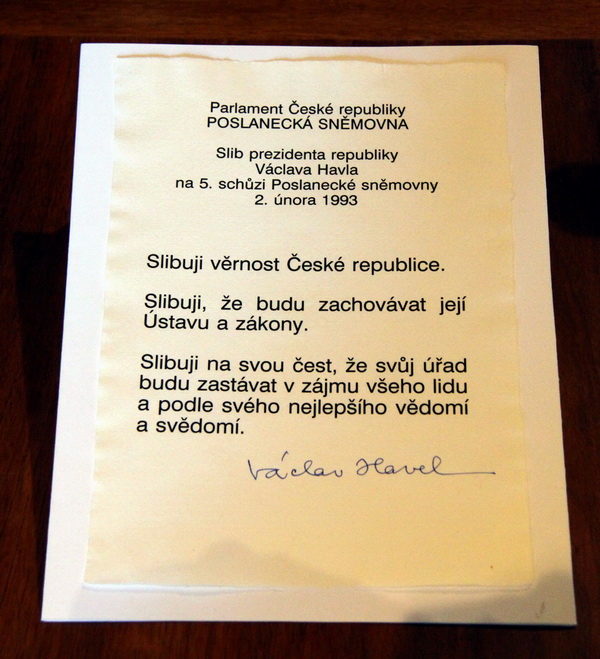 Parlament České republiky
POSLANECKÁ SNĚMOVNA
Slib prezidenta republiky
Václava Havla
na 5. schůzi Poslanecké sněmovny
2. února 1993
Slibuji věrnost České republice.
Slibuji, že budu zachovávat její
Ústavu a zákony.
Slibuji na svou čest, že svůj úřad
budu zastávat v zájmu všeho lidu
a podle svého nejlepšího vědomí
a svědomí.
Václav Havel